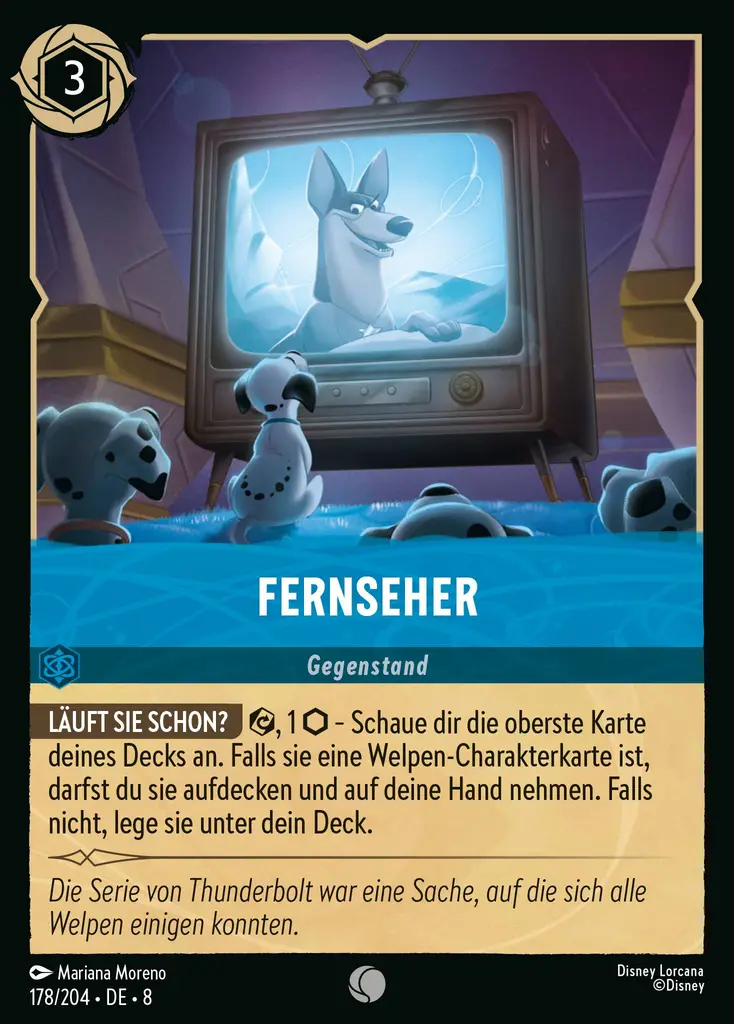 3
FERNSEHER
Gegenstand
LÄUFT SIE SCHON? , 1 – Schaue dir die oberste Karte
deines Decks an. Falls sie eine Welpen-Charakterkarte ist,
darfst du sie aufdecken und auf deine Hand nehmen. Falls
nicht, lege sie unter dein Deck.
Die Serie von Thunderbolt war eine Sache, auf die sich alle
Welpen einigen konnten.
Mariana Moreno
178/204 • DE • 8
Disney Lorcana
©Disney